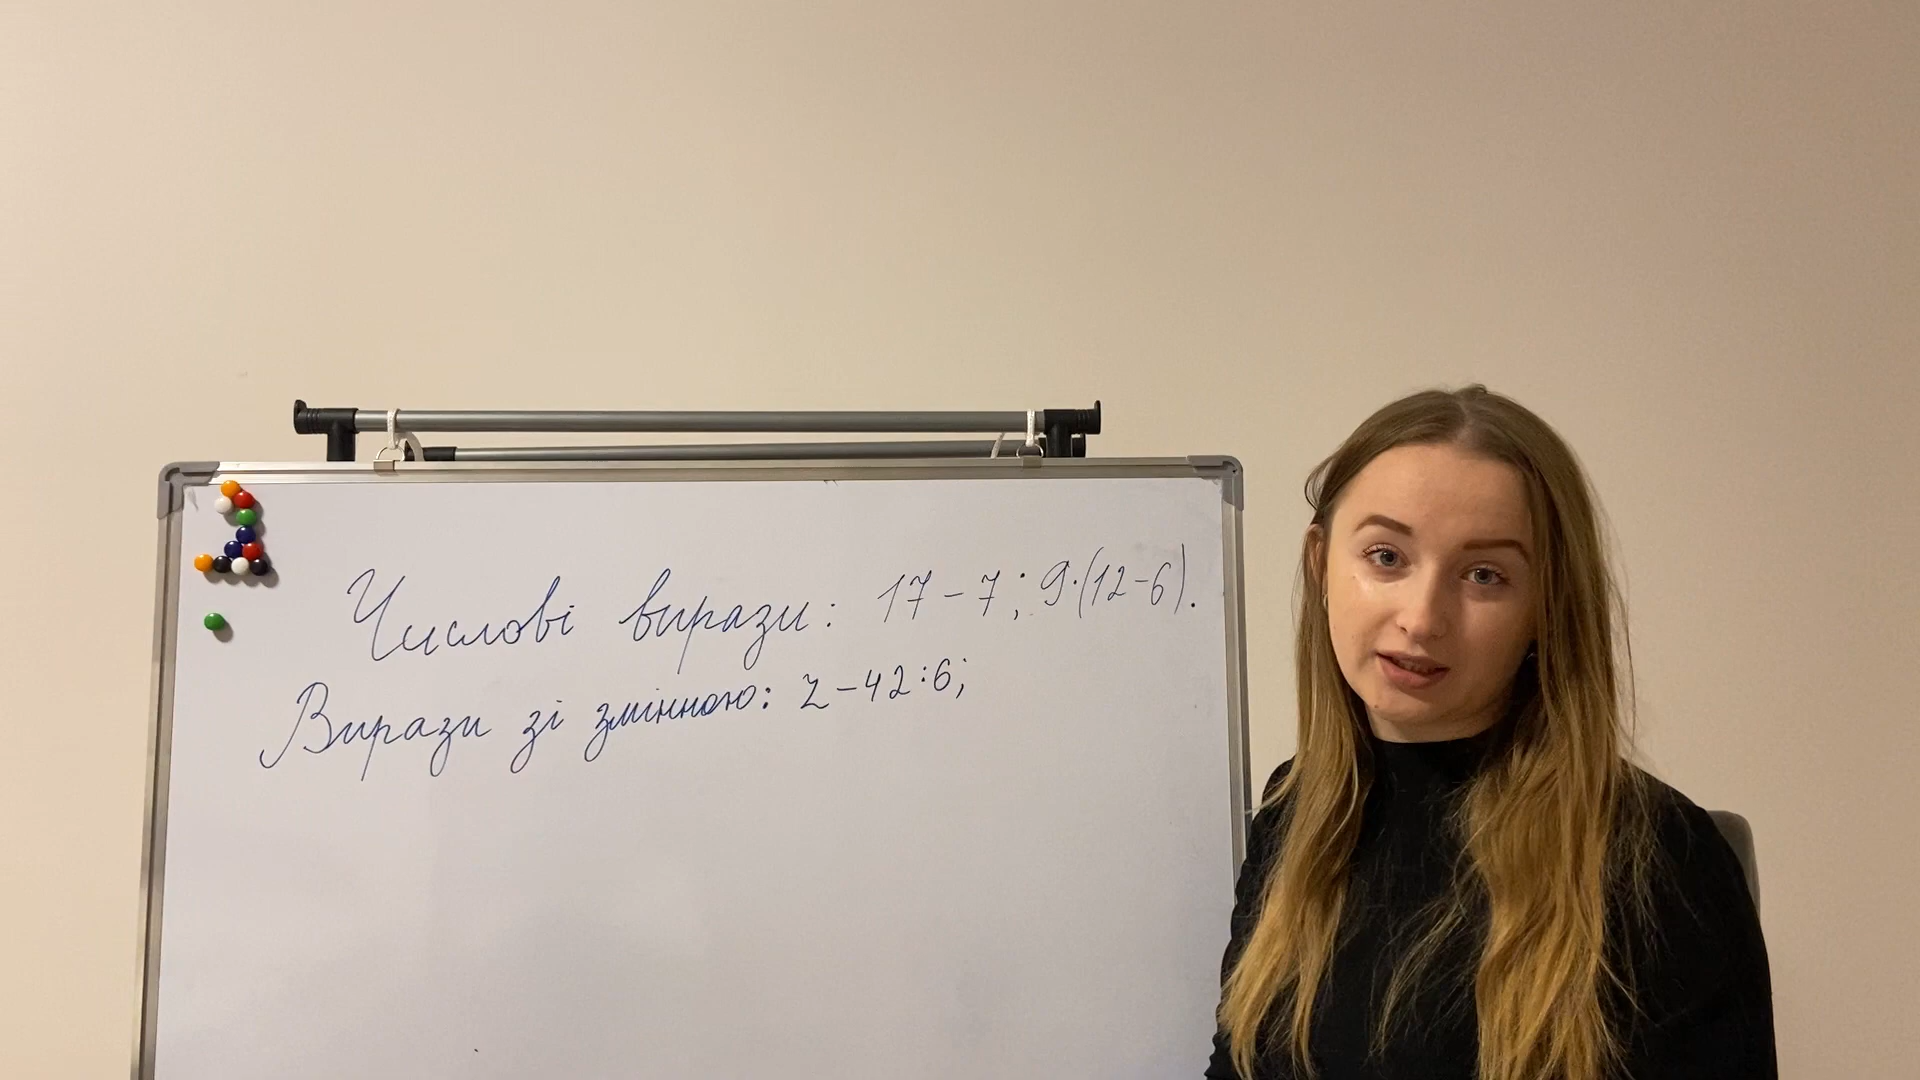 Числові вирази: 17-7; 9·(12-6).
Вирази зі змінною: z-42:6;